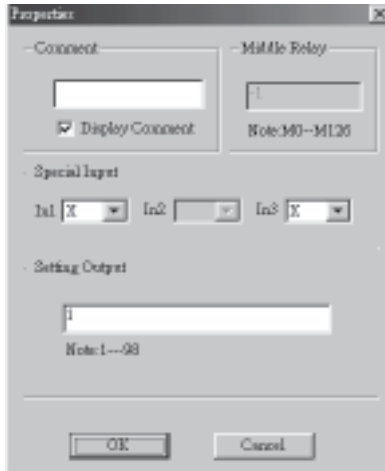 Properties
Comment
Display Comment
Middle Relay
-1
Note:M0--M126
Special Input
In1 X In2 In3 X
Setting Output
1
Note:1---98
OK Cancel